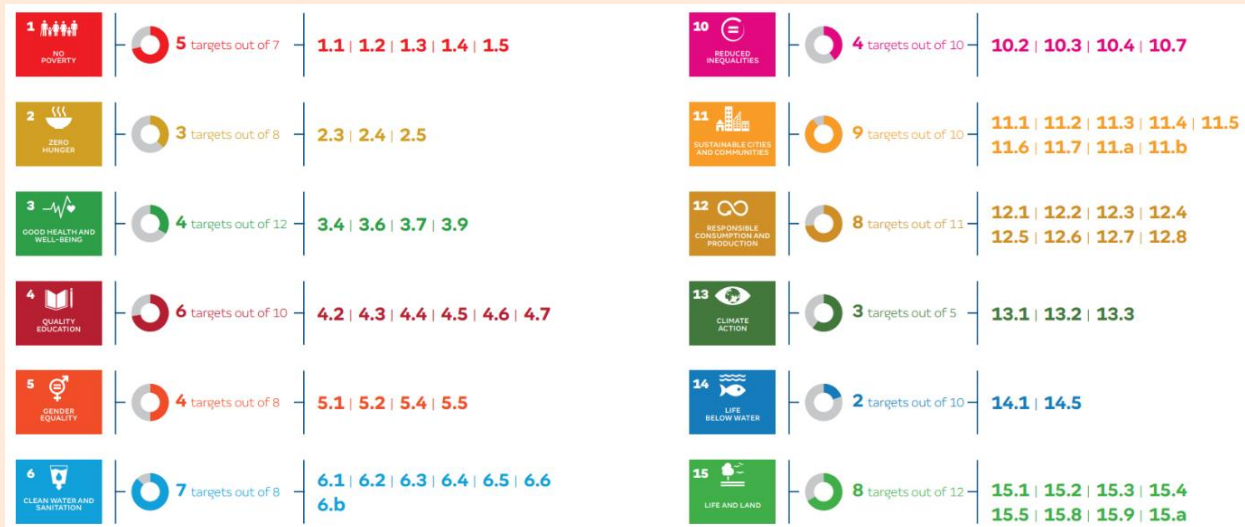 1
NO
POVERTY
5 targets out of 7
1.1 | 1.2 | 1.3 | 1.4 | 1.5
2
ZERO
HUNGER
3 targets out of 8
2.3 | 2.4 | 2.5
3
GOOD HEALTH AND
WELL-BEING
4 targets out of 12
3.4 | 3.6 | 3.7 | 3.9
4
QUALITY
EDUCATION
6 targets out of 10
4.2 | 4.3 | 4.4 | 4.5 | 4.6 | 4.7
5
GENDER
EQUALITY
4 targets out of 8
5.1 | 5.2 | 5.4 | 5.5
6
CLEAN WATER AND
SANITATION
7 targets out of 8
6.1 | 6.2 | 6.3 | 6.4 | 6.5 | 6.6
6.b
10
REDUCED
INEQUALITIES
4 targets out of 10
10.2 | 10.3 | 10.4 | 10.7
11
SUSTAINABLE CITIES
AND COMMUNITIES
9 targets out of 10
11.1 | 11.2 | 11.3 | 11.4 | 11.5
11.6 | 11.7 | 11.a | 11.b
12
RESPONSIBLE
CONSUMPTION AND
PRODUCTION
8 targets out of 11
12.1 | 12.2 | 12.3 | 12.4
12.5 | 12.6 | 12.7 | 12.8
13
CLIMATE
ACTION
3 targets out of 5
13.1 | 13.2 | 13.3
14
LIFE
BELOW WATER
2 targets out of 10
14.1 | 14.5
15
LIFE AND LAND
8 targets out of 12
15.1 | 15.2 | 15.3 | 15.4
15.5 | 15.8 | 15.9 | 15.a